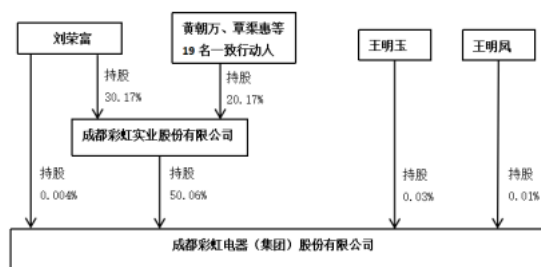 刘荣富
黄朝万、覃渠惠等
19 名一致行动人
王明玉
王明凤
持股
30.17%
持股
20.17%
成都彩虹实业股份有限公司
持股
0.004%
持股
50.06%
持股
0.03%
持股
0.01%
成都彩虹电器（集团）股份有限公司